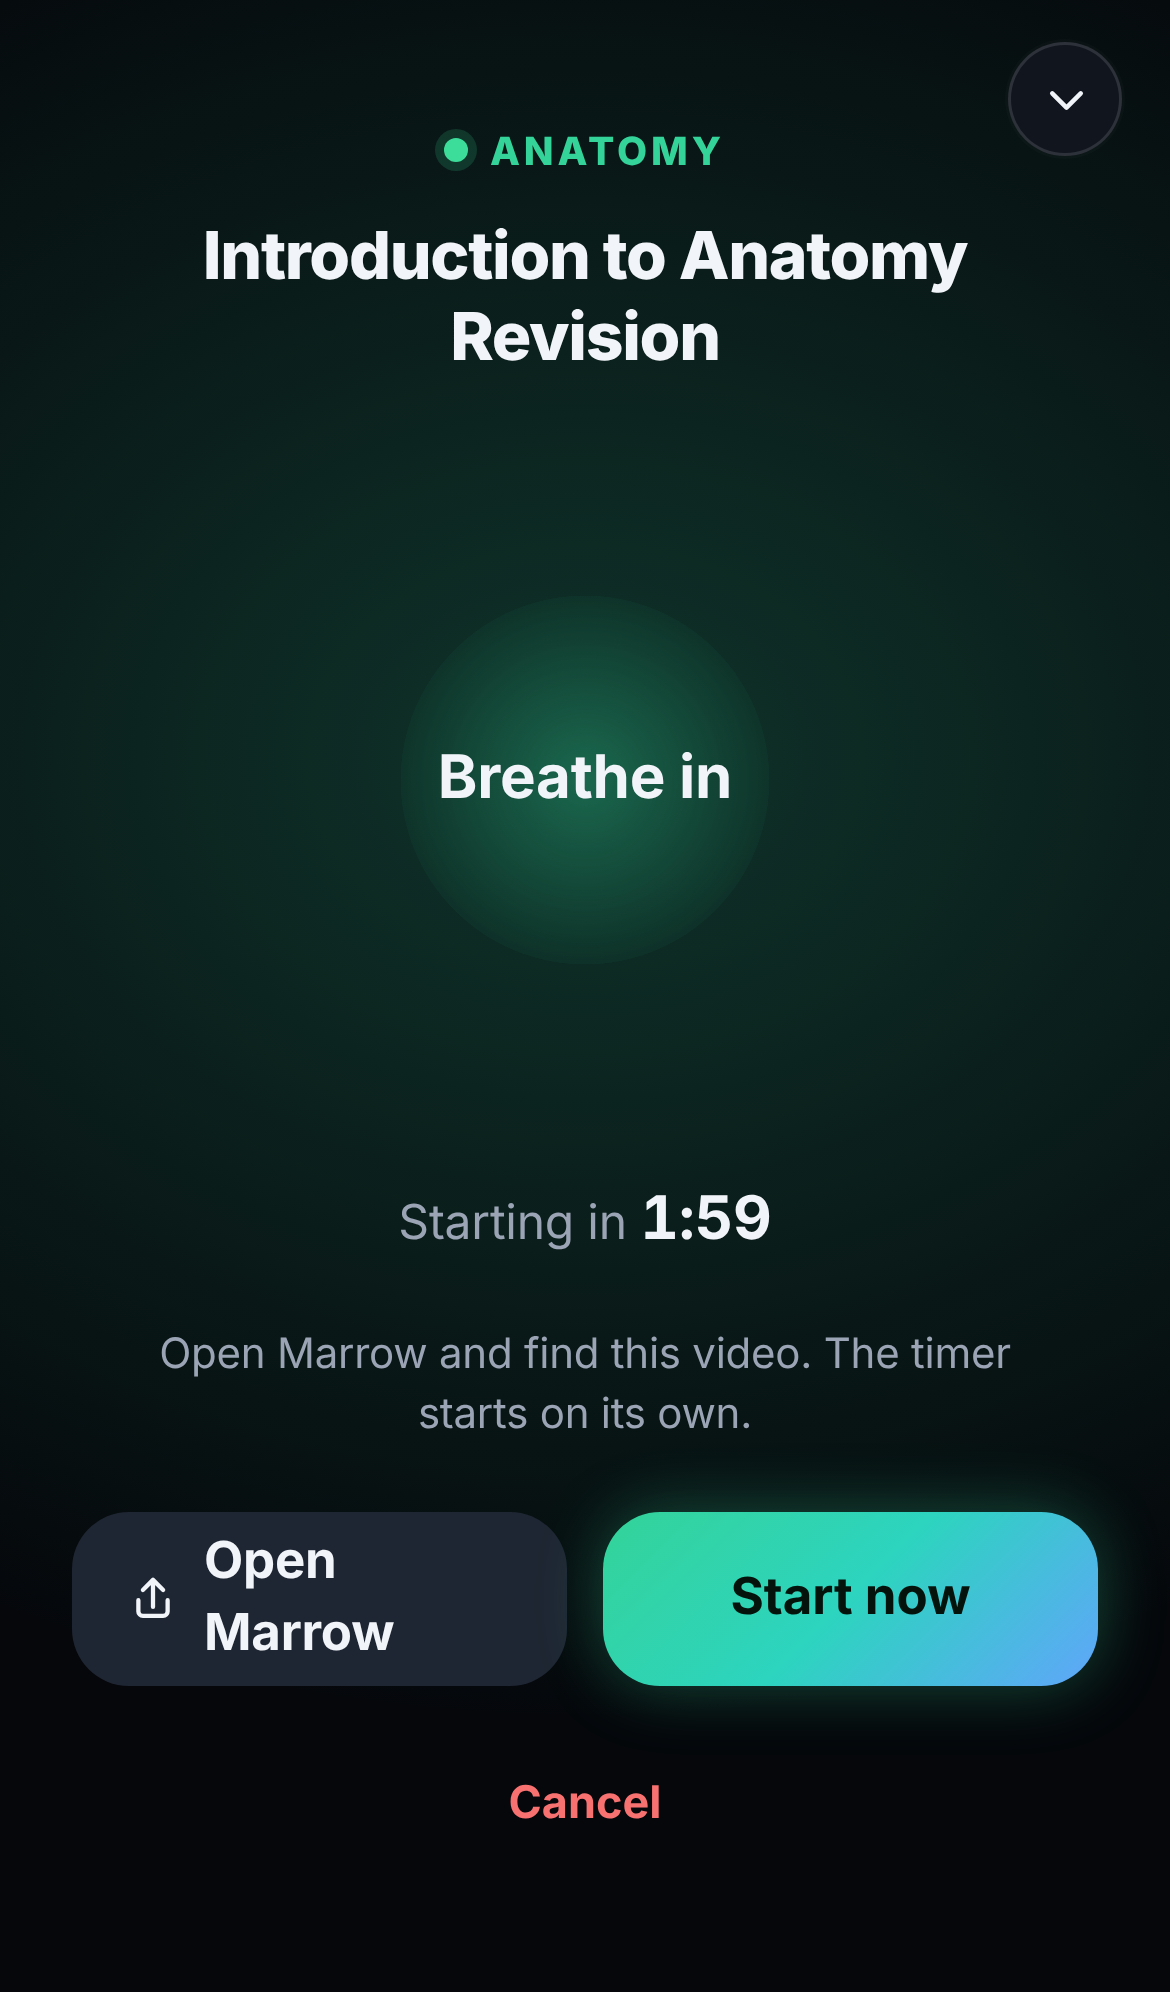 ANATOMY
Introduction to Anatomy
Revision
Breathe in
Starting in 1:59
Open Marrow and find this video. The timer
starts on its own.
Open
Marrow
Start now
Cancel